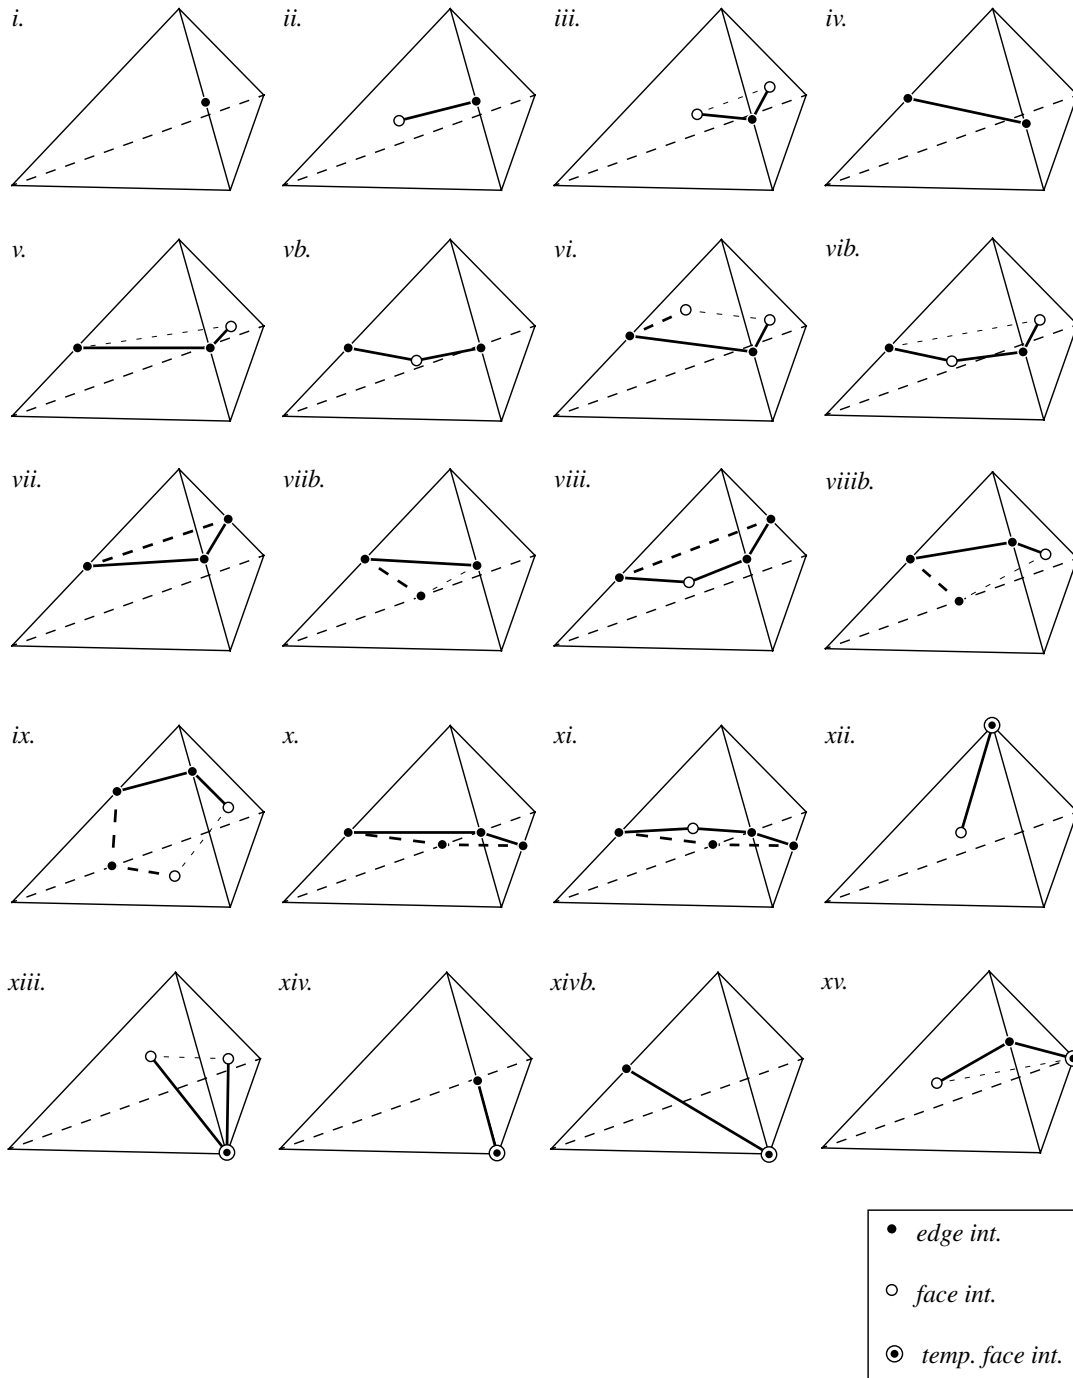 i. ii. iii. iv.
v. vb. vi. vib.
vii. viib. viii. viiib.
ix. x. xi. xii.
xiii. xiv. xivb. xv.
edge int.
face int.
temp. face int.